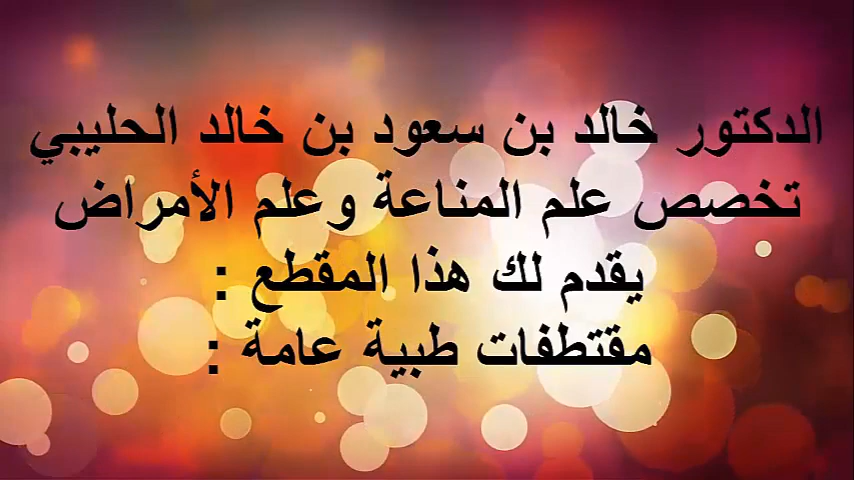 الدكتور خالد بن سعود بن خالد الحليبي
تخصص علم المناعة وعلم الأمراض
يقدم لك هذا المقطع :
مقتطفات طبية عامة :